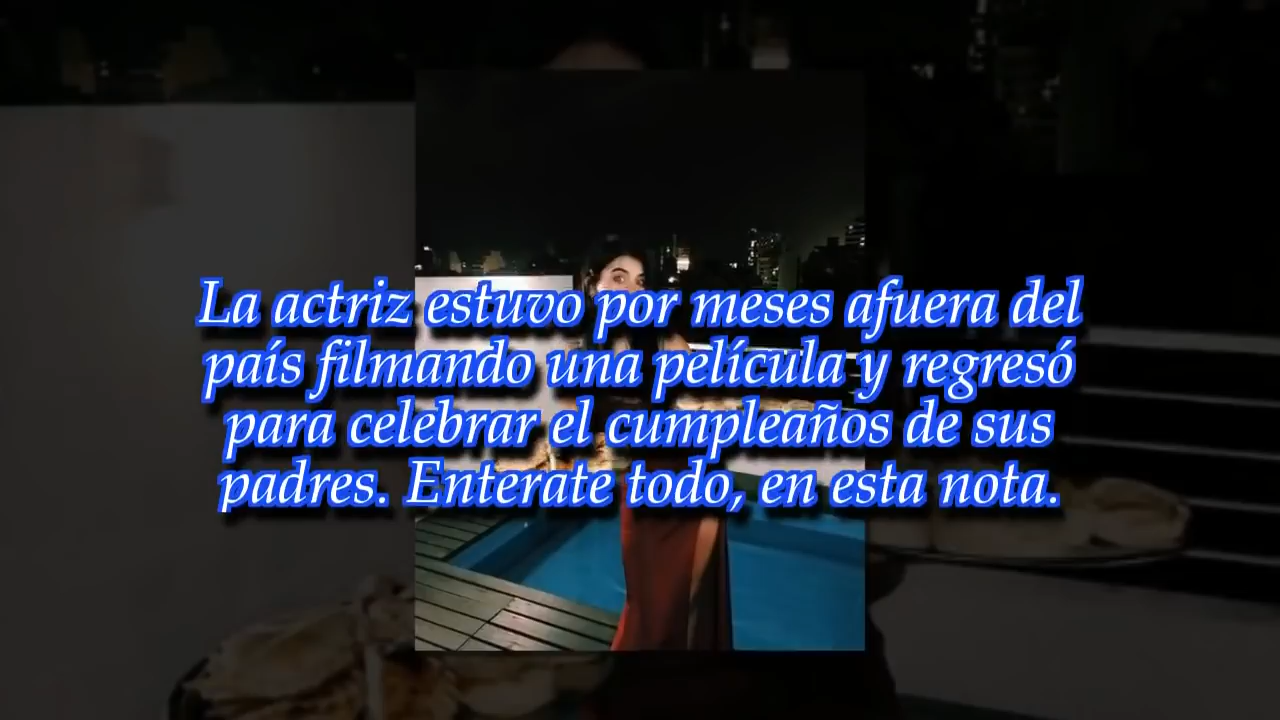 La actriz estuvo por meses afuera del
país filmando una película y regresó
para celebrar el cumpleaños de sus
padres. Enterate todo, en esta nota.